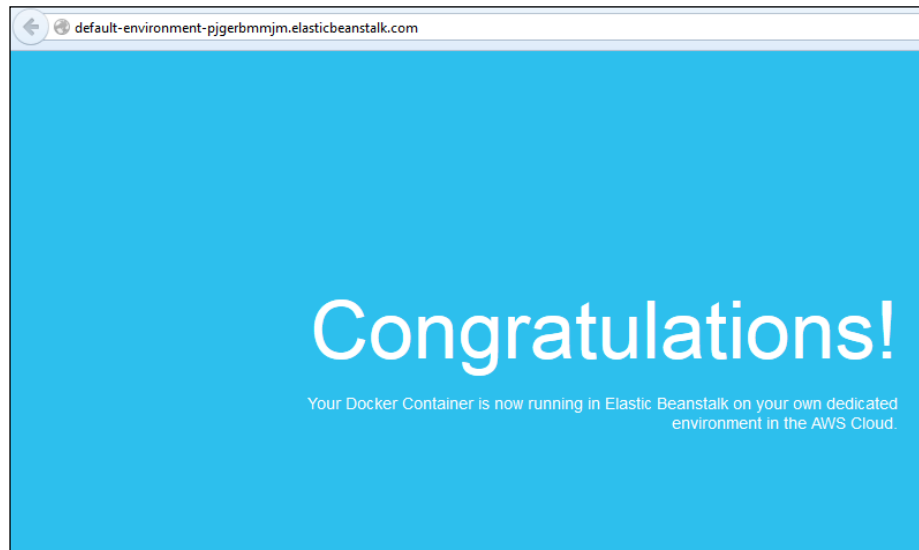 default-environment-pjgerbmmjm.elasticbeanstalk.com
Congratulations!
Your Docker Container is now running in Elastic Beanstalk on your own dedicated
environment in the AWS Cloud.